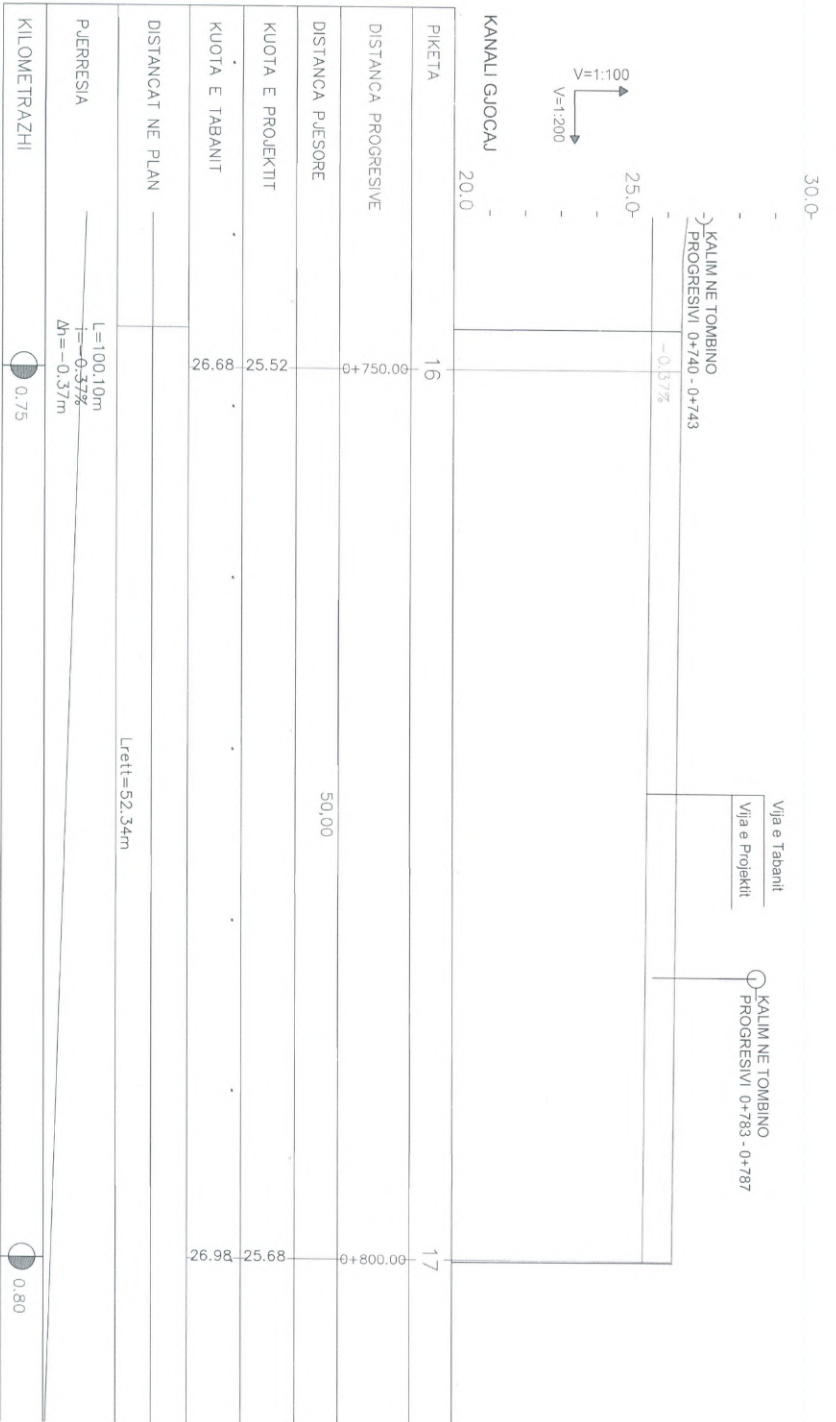 30.0
25.0
20.0
V=1:100
V=1:200
KANALI GJOCAJ
KALIM NE TOMBINO
PROGRESIVI 0+740 - 0+743
-0.37%
Vija e Tabanit
Vija e Projektit
KALIM NE TOMBINO
PROGRESIVI 0+783 - 0+787
PIKETA 16 17
DISTANCA PROGRESIVE 0+750.00 0+800.00
DISTANCA PJESORE 50,00
KUOTA E PROJEKTIT 25.52 25.68
KUOTA E TABANIT 26.68 26.98
DISTANCAT NE PLAN Lrett=52.34m
PJERRESIA
L=100.10m
i=-0.37%
Δh=-0.37m
KILOMETRAZHI 0.75 0.80